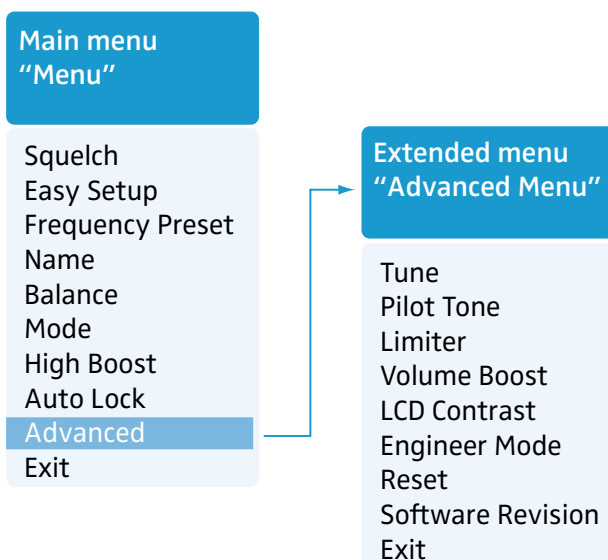 Main menu
“Menu”
Squelch
Easy Setup
Frequency Preset
Name
Balance
Mode
High Boost
Auto Lock
Advanced
Exit
Extended menu
“Advanced Menu”
Tune
Pilot Tone
Limiter
Volume Boost
LCD Contrast
Engineer Mode
Reset
Software Revision
Exit